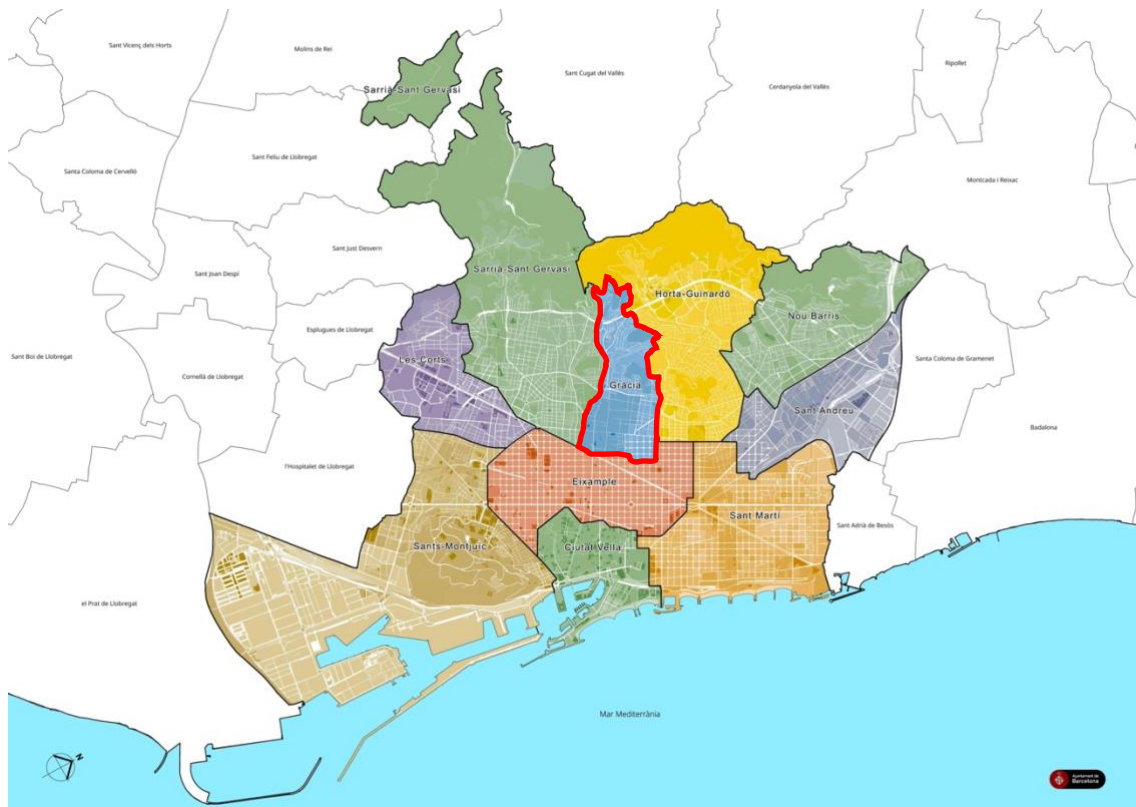 Sant Vicenç dels Horts
Molins de Rei
Sant Cugat del Vallès
Ripollet
Cerdanyola del Vallès
Sarrià-Sant Gervasi
Santa Coloma de Cervelló
Sant Feliu de Llobregat
Montcada i Reixac
Sant Just Desvern
Sant Joan Despí
Sarrià-Sant Gervasi
Horta-Guinardó
Nou Barris
Esplugues de Llobregat
Sant Boi de Llobregat
Les Corts
Santa Coloma de Gramenet
Cornellà de Llobregat
Gràcia
Sant Andreu
Badalona
l'Hospitalet de Llobregat
Eixample
Sant Martí
Sant Adrià de Besòs
Sants-Montjuïc
Ciutat Vella
el Prat de Llobregat
Mar Mediterrània
N
Ajuntament de
Barcelona